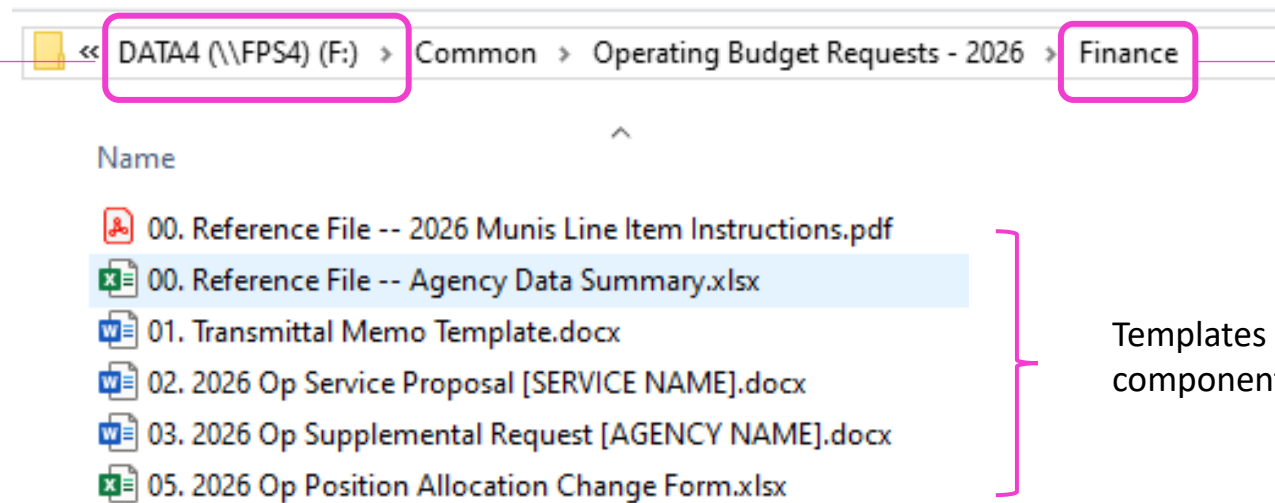 « DATA4 (\\FPS4) (F:) > Common > Operating Budget Requests - 2026 > Finance
Name
00. Reference File -- 2026 Munis Line Item Instructions.pdf
00. Reference File -- Agency Data Summary.xlsx
01. Transmittal Memo Template.docx
02. 2026 Op Service Proposal [SERVICE NAME].docx
03. 2026 Op Supplemental Request [AGENCY NAME].docx
05. 2026 Op Position Allocation Change Form.xlsx
Templates